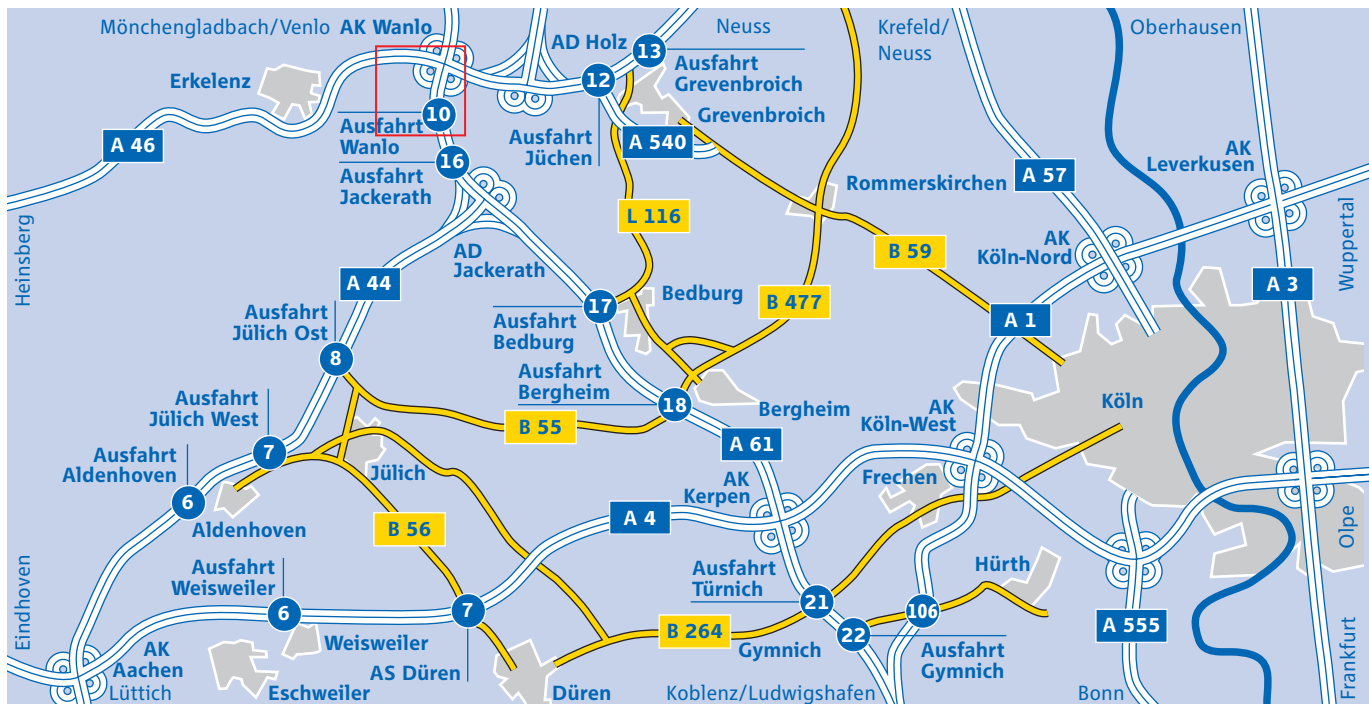 Mönchengladbach/Venlo
AK Wanlo
Neuss
Krefeld/
Neuss
Oberhausen
AD Holz
13
Ausfahrt
Grevenbroich
Erkelenz
12
10
Grevenbroich
Ausfahrt
Wanlo
Ausfahrt
Jüchen
A 540
A 46
16
Ausfahrt
Jackerath
AK
Leverkusen
Rommerskirchen
A 57
L 116
Heinsberg
Wuppertal
AD
Jackerath
B 59
AK
Köln-Nord
A 44
A 3
Bedburg
B 477
17
Ausfahrt
Jülich Ost
Ausfahrt
Bedburg
A 1
8
Ausfahrt
Bergheim
18
Bergheim
Ausfahrt
Jülich West
Köln
AK
Köln-West
B 55
A 61
7
Ausfahrt
Aldenhoven
Jülich
AK
Kerpen
Frechen
6
Aldenhoven
B 56
A 4
Olpe
Ausfahrt
Weisweiler
Ausfahrt
Türnich
Hürth
Eindhoven
6
7
21
106
22
B 264
A 555
Weisweiler
Gymnich
Ausfahrt
Gymnich
AK
Aachen
Lüttich
Eschweiler
AS Düren
Düren
Koblenz/Ludwigshafen
Bonn
Frankfurt